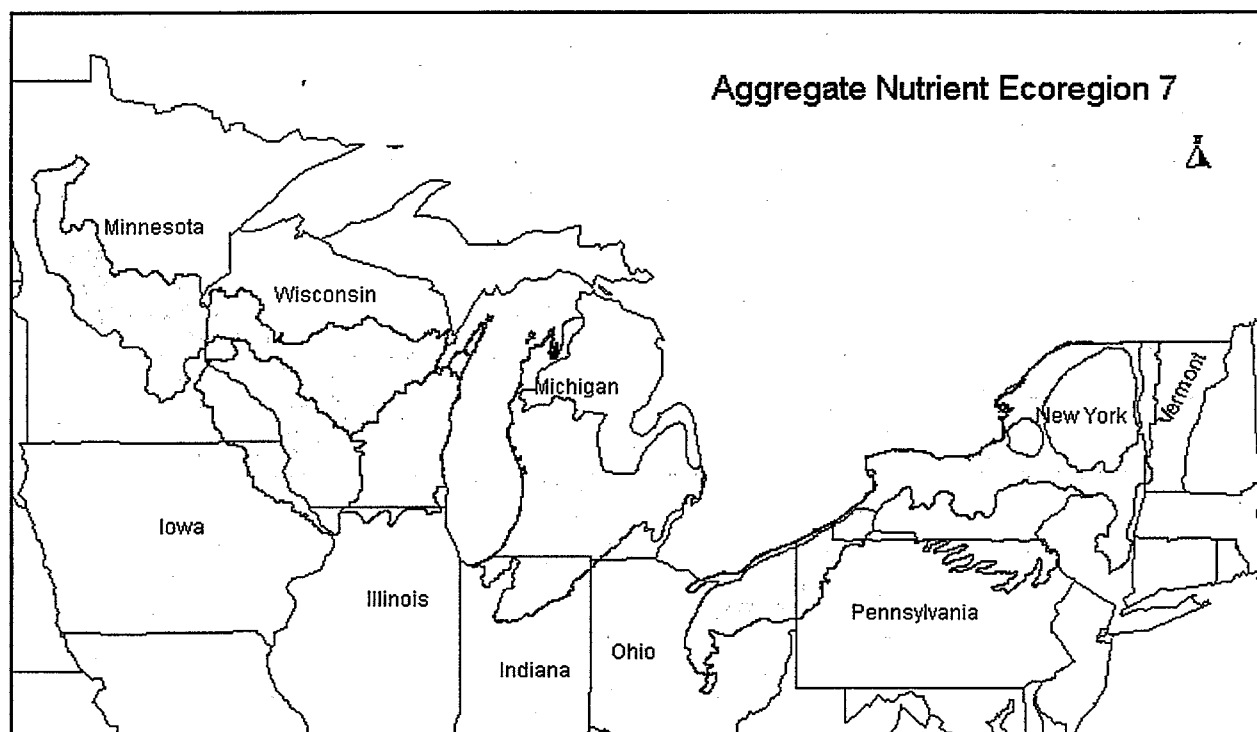 Aggregate Nutrient Ecoregion 7
Minnesota
Wisconsin
Michigan
New York
Vermont
Iowa
Illinois
Indiana
Ohio
Pennsylvania